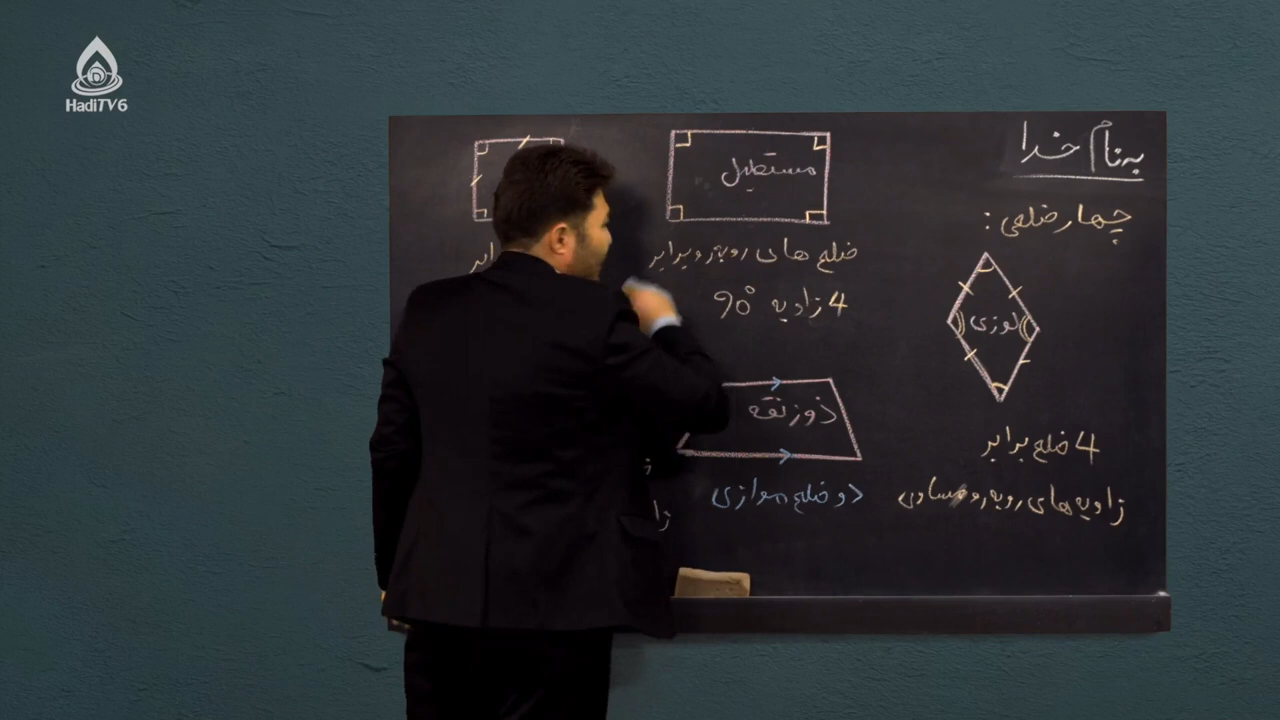 HadiTV6
به نام خدا
چهارضلعی :
مستطیل
ضلع های روبه رو برابر
4 زاویه 90°
لوزی
4 ضلع برابر
زاویه های روبه رو مساوی
ذوزنقه
دو ضلع موازی